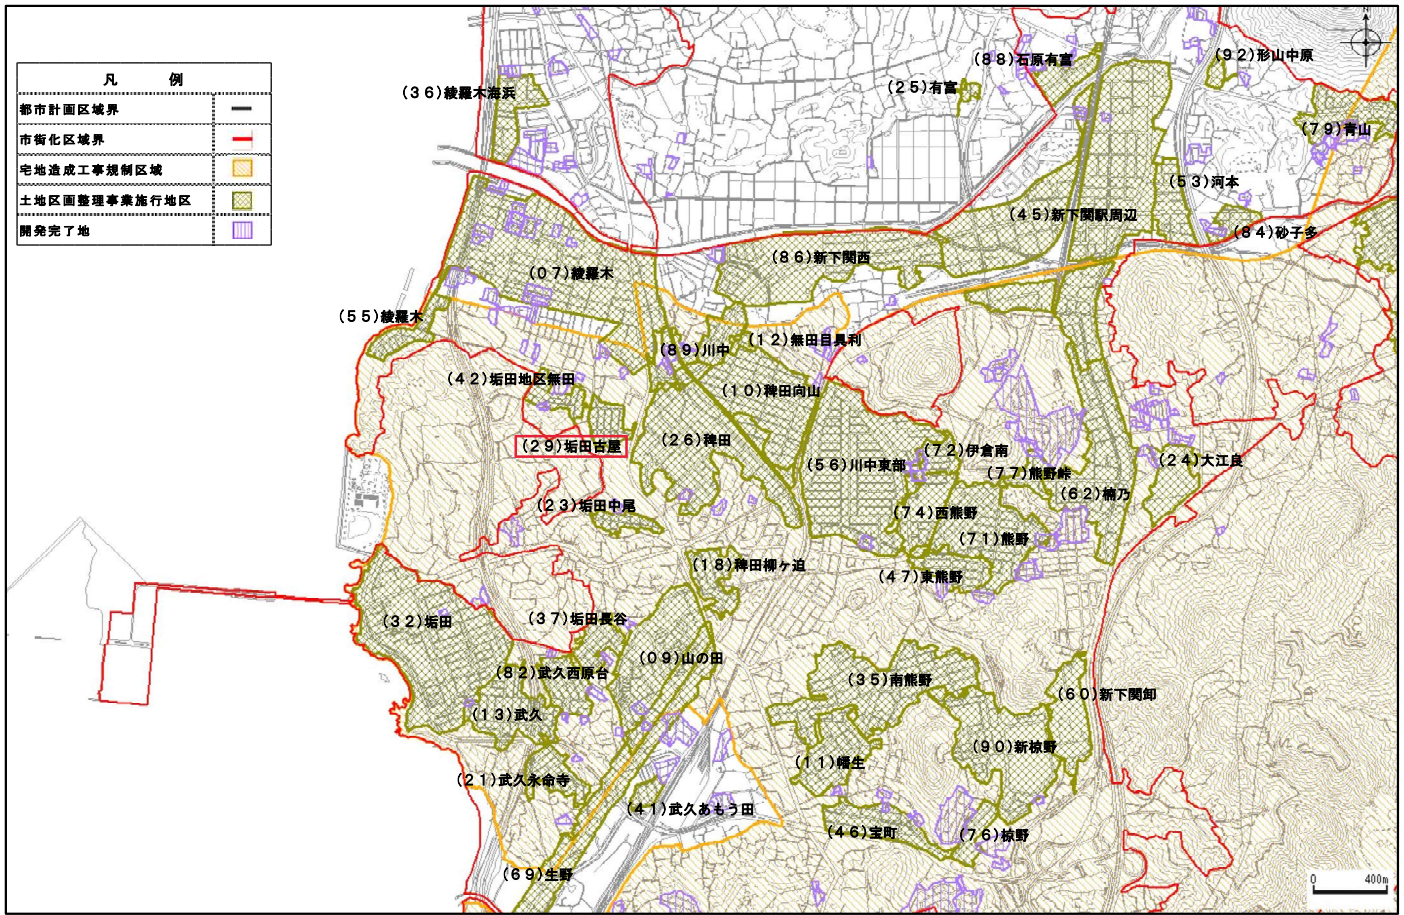 凡 例
都市計画区域界
市街化区域界
宅地造成工事規制区域
土地区画整理事業施行地区
開発完了地
(92)形山中原
(88)石原有富
(25)有富
(36)綾羅木海浜
(79)青山
(53)河本
(45)新下関駅周辺
(84)砂子多
(86)新下関西
(07)綾羅木
(55)綾羅木
(12)無田目具利
(89)川中
(42)垢田地区無田
(10)稗田向山
(29)垢田古屋
(26)稗田
(72)伊倉南
(56)川中東部
(24)大江良
(77)熊野峠
(62)楠乃
(23)垢田中尾
(74)西熊野
(71)熊野
(18)稗田柳ヶ迫
(47)東熊野
(32)垢田
(37)垢田長谷
(09)山の田
(82)武久西原台
(35)南熊野
(60)新下関卸
(13)武久
(90)新椋野
(11)幡生
(21)武久永命寺
(41)武久あもう田
(46)宝町
(76)椋野
(69)生野
0 400m